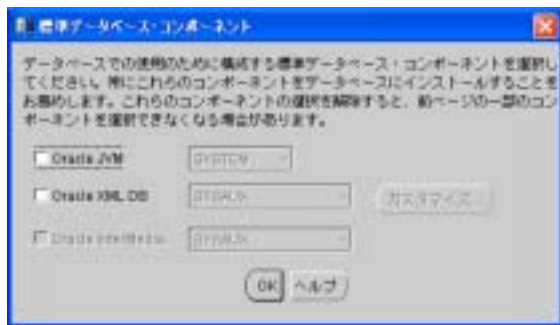 標準データベース・コンポーネント
データベースでの使用のために構成する標準データベース・コンポーネントを選択し
てください。常にこれらのコンポーネントをデータベースにインストールすることを
お薦めします。これらのコンポーネントの選択を解除すると、前ページの一部のコン
ポーネントを選択できなくなる場合があります。
Oracle JVM SYSTEM
Oracle XML DB SYSAUX カスタマイズ...
Oracle interMedia SYSAUX
OK ヘルプ